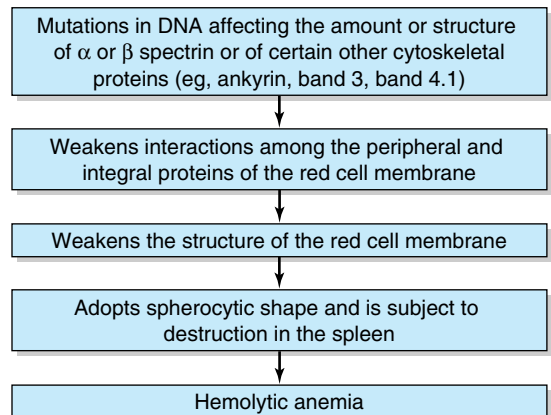 Mutations in DNA affecting the amount or structure
of α or β spectrin or of certain other cytoskeletal
proteins (eg, ankyrin, band 3, band 4.1)
Weakens interactions among the peripheral and
integral proteins of the red cell membrane
Weakens the structure of the red cell membrane
Adopts spherocytic shape and is subject to
destruction in the spleen
Hemolytic anemia